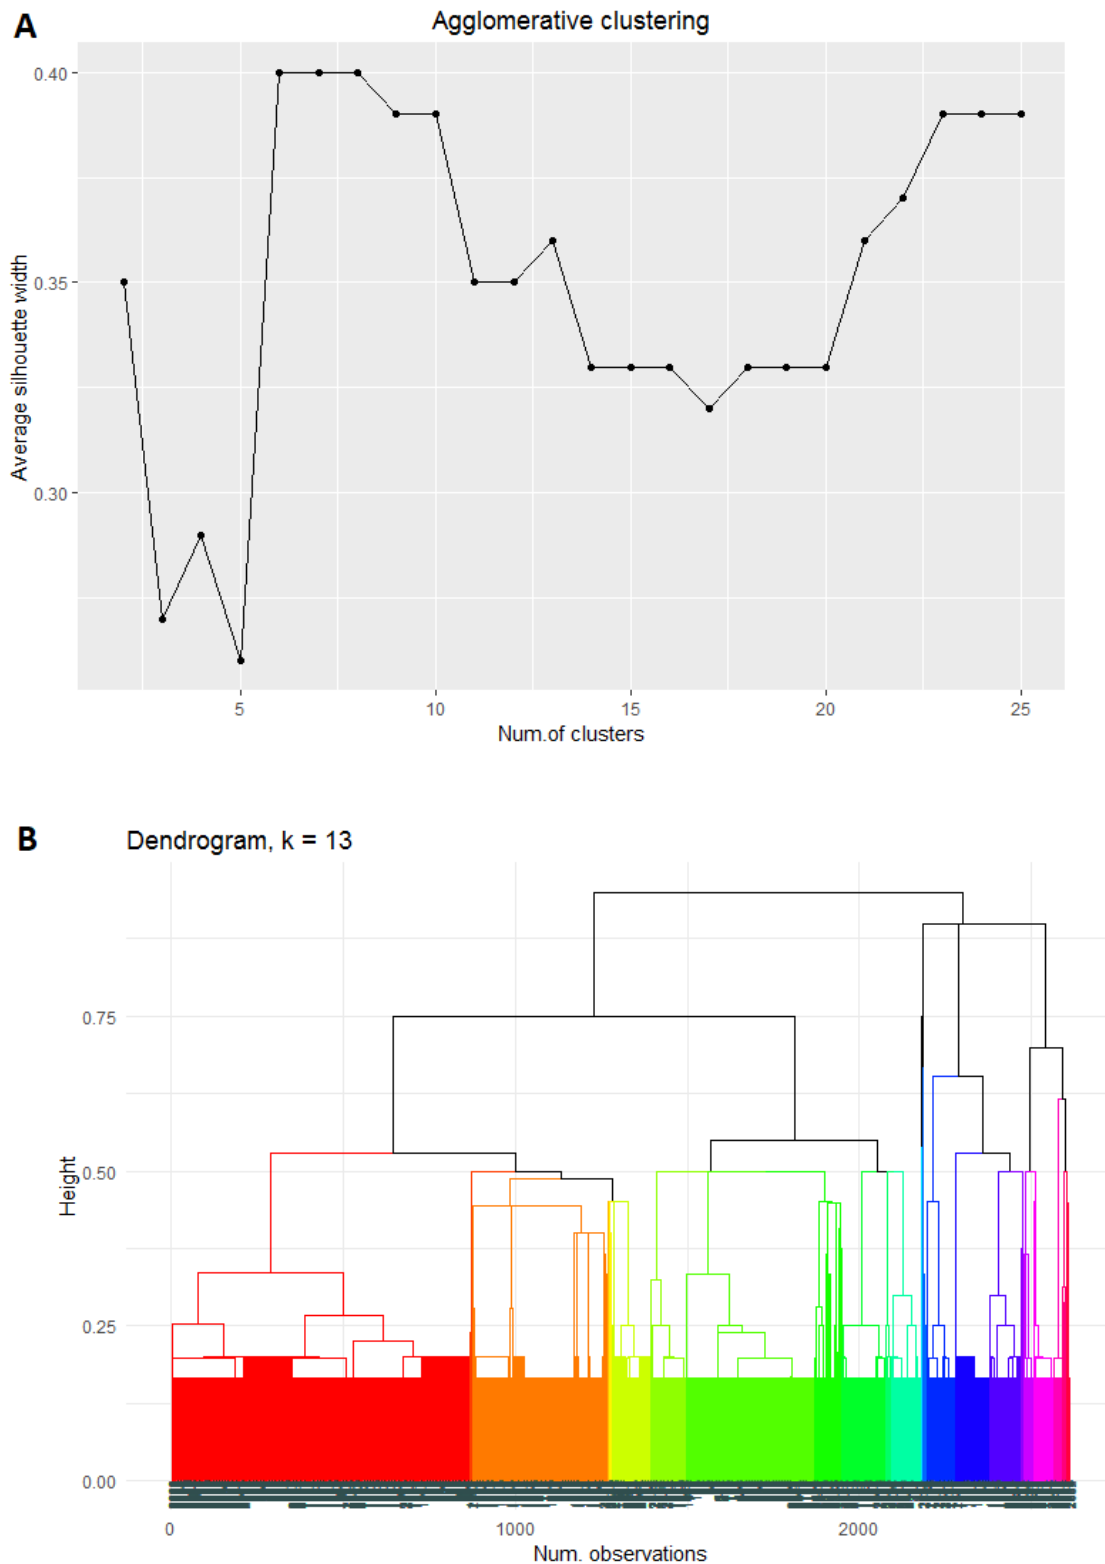 A
Agglomerative clustering
0.40
0.35
0.30
Average silhouette width
5 10 15 20 25
Num.of clusters
B
Dendrogram, k = 13
0.75
0.50
0.25
0.00
Height
0 1000 2000
Num. observations